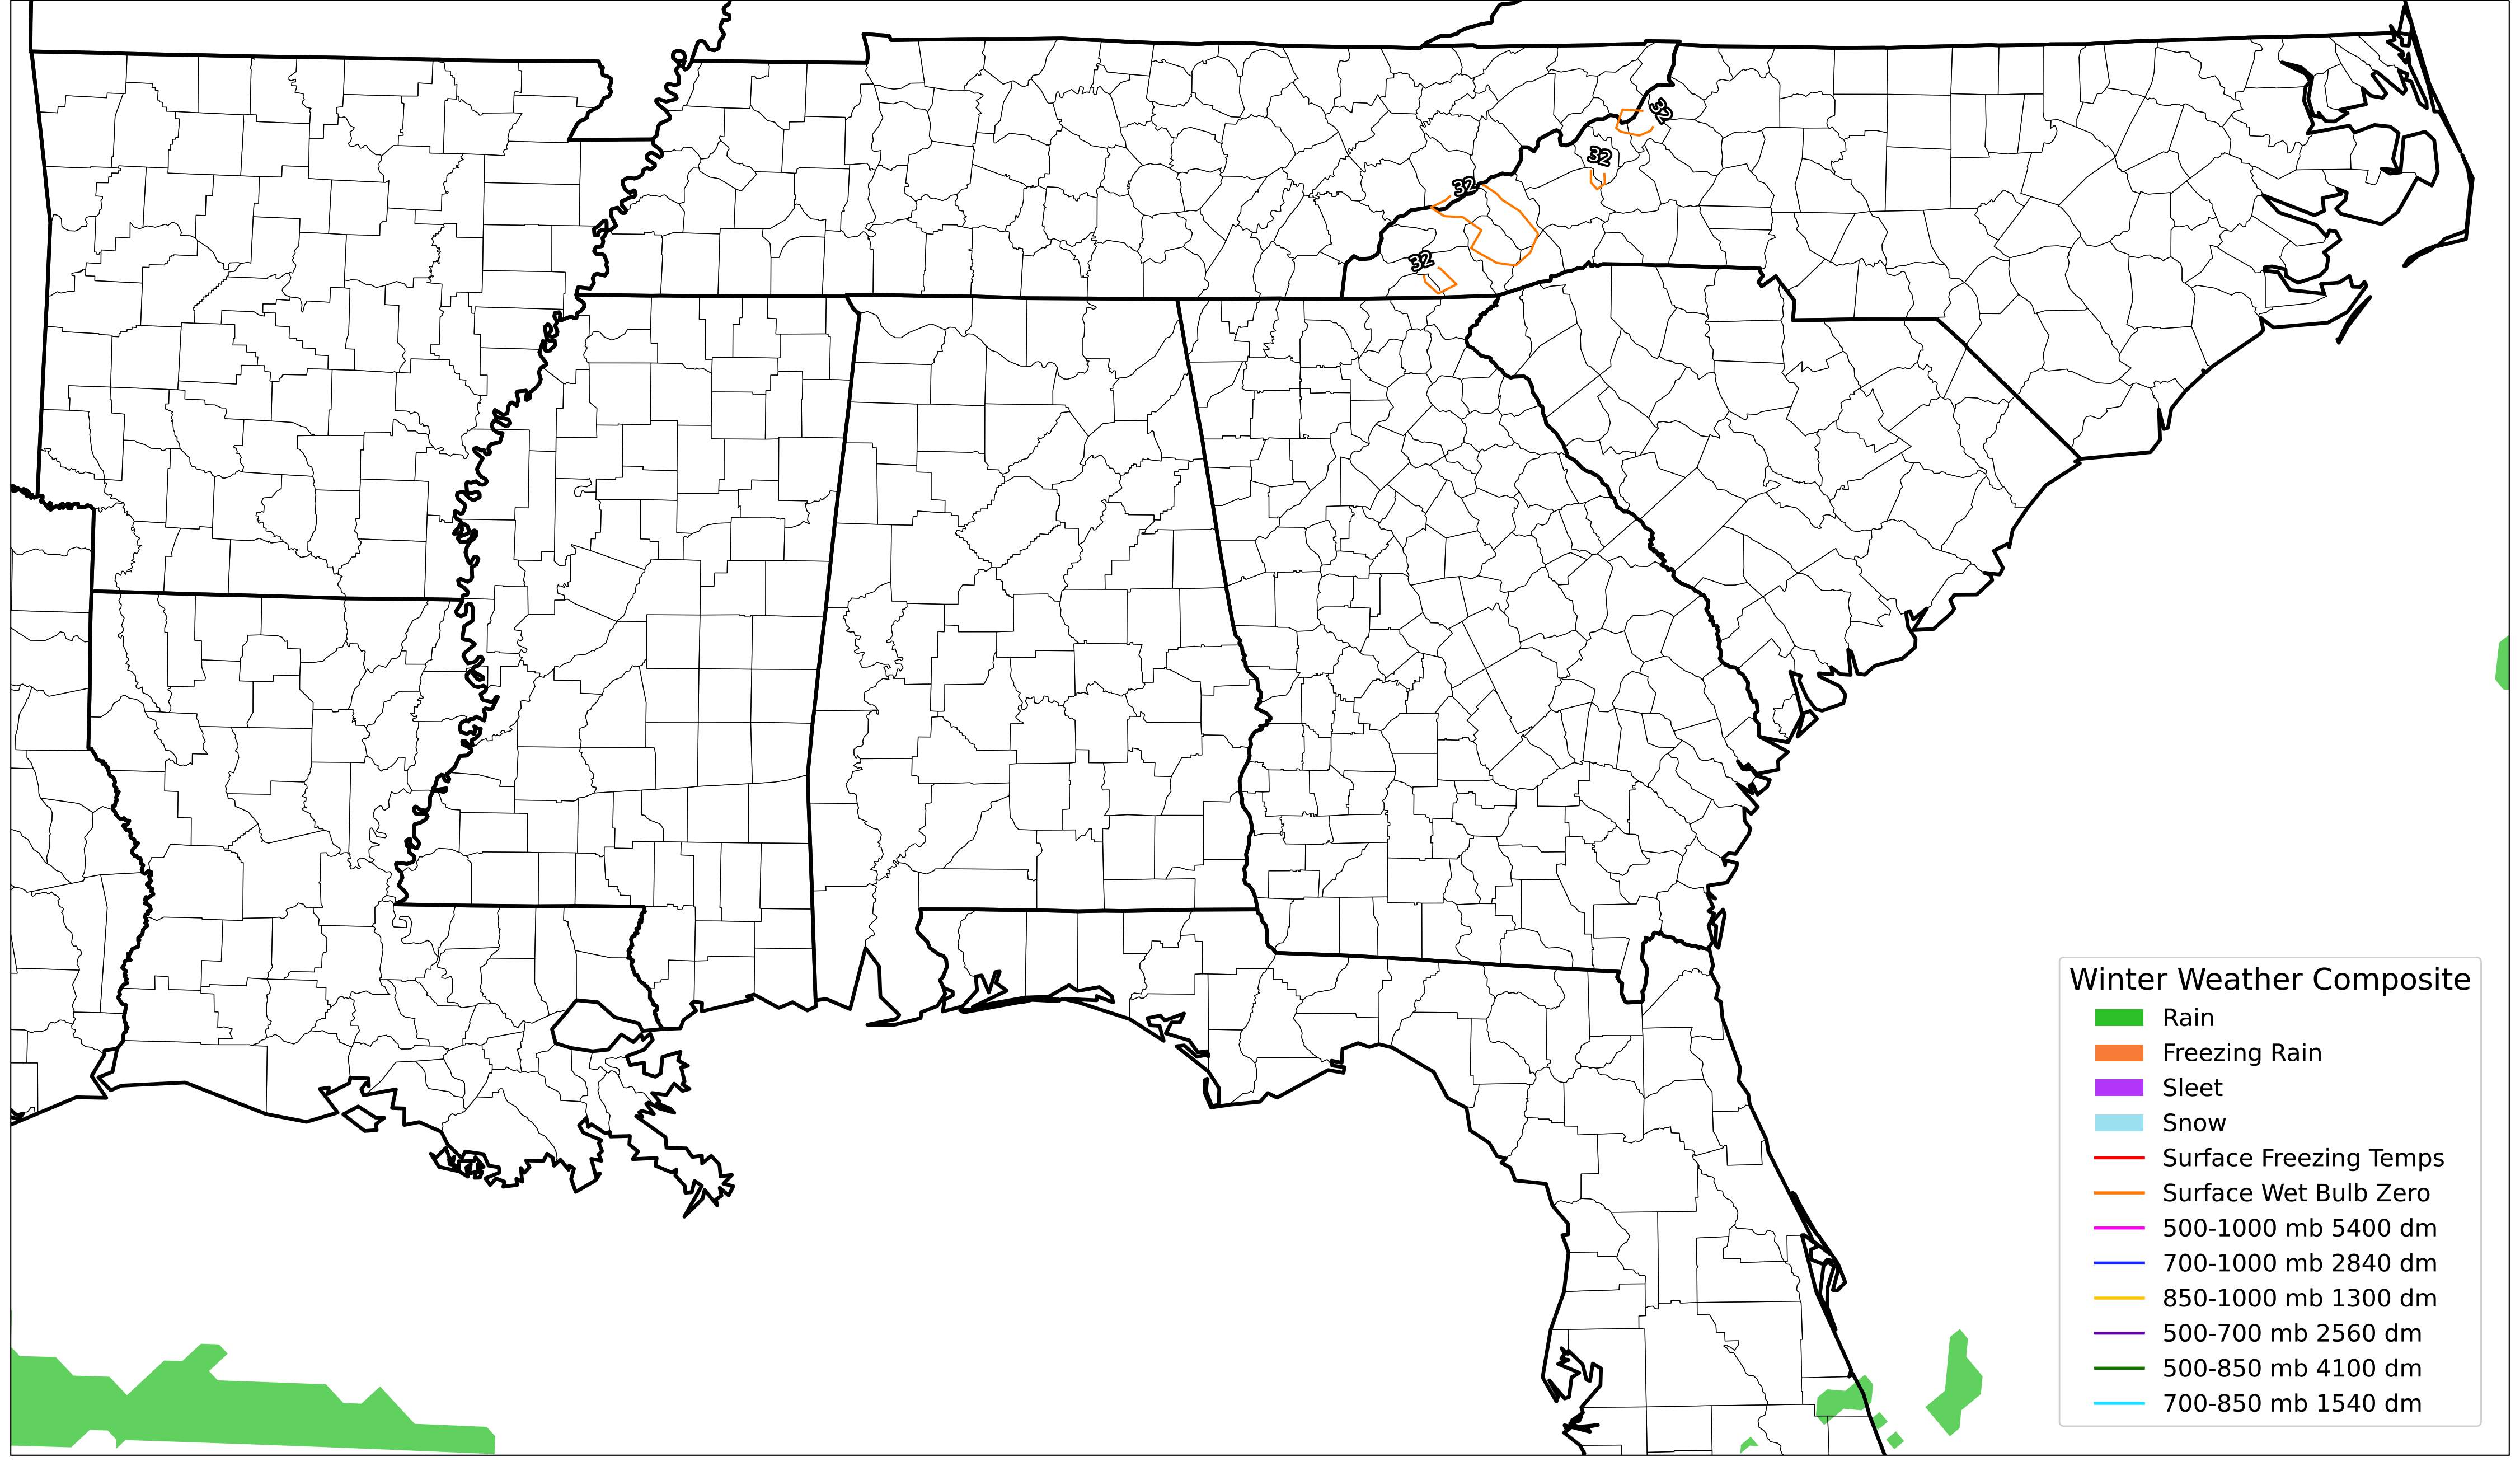 32
32
32
32
Winter Weather Composite
Rain
Freezing Rain
Sleet
Snow
Surface Freezing Temps
Surface Wet Bulb Zero
500-1000 mb 5400 dm
700-1000 mb 2840 dm
850-1000 mb 1300 dm
500-700 mb 2560 dm
500-850 mb 4100 dm
700-850 mb 1540 dm